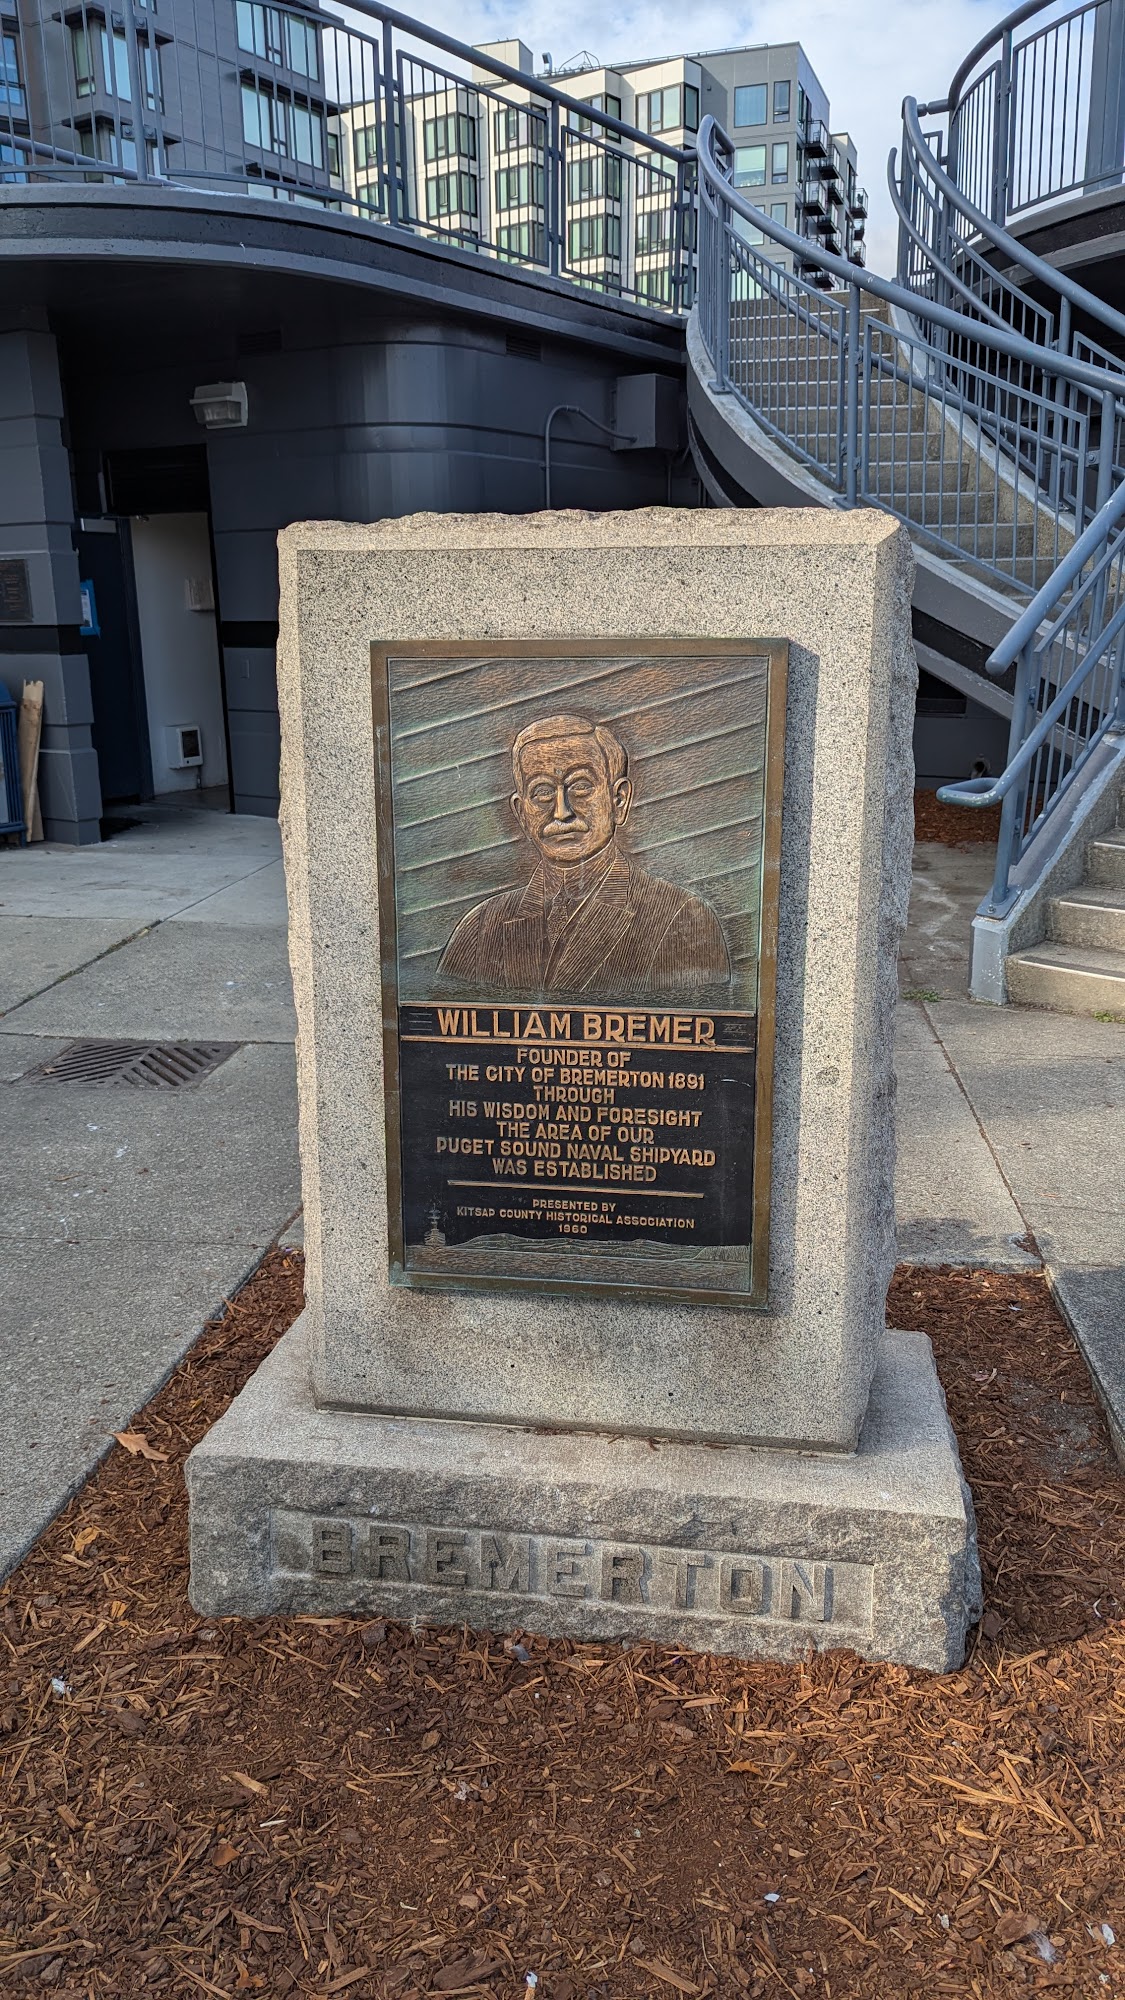 WILLIAM BREMER
FOUNDER OF
THE CITY OF BREMERTON 1891
THROUGH
HIS WISDOM AND FORESIGHT
THE AREA OF OUR
PUGET SOUND NAVAL SHIPYARD
WAS ESTABLISHED
PRESENTED BY
KITSAP COUNTY HISTORICAL ASSOCIATION
1960
BREMERTON